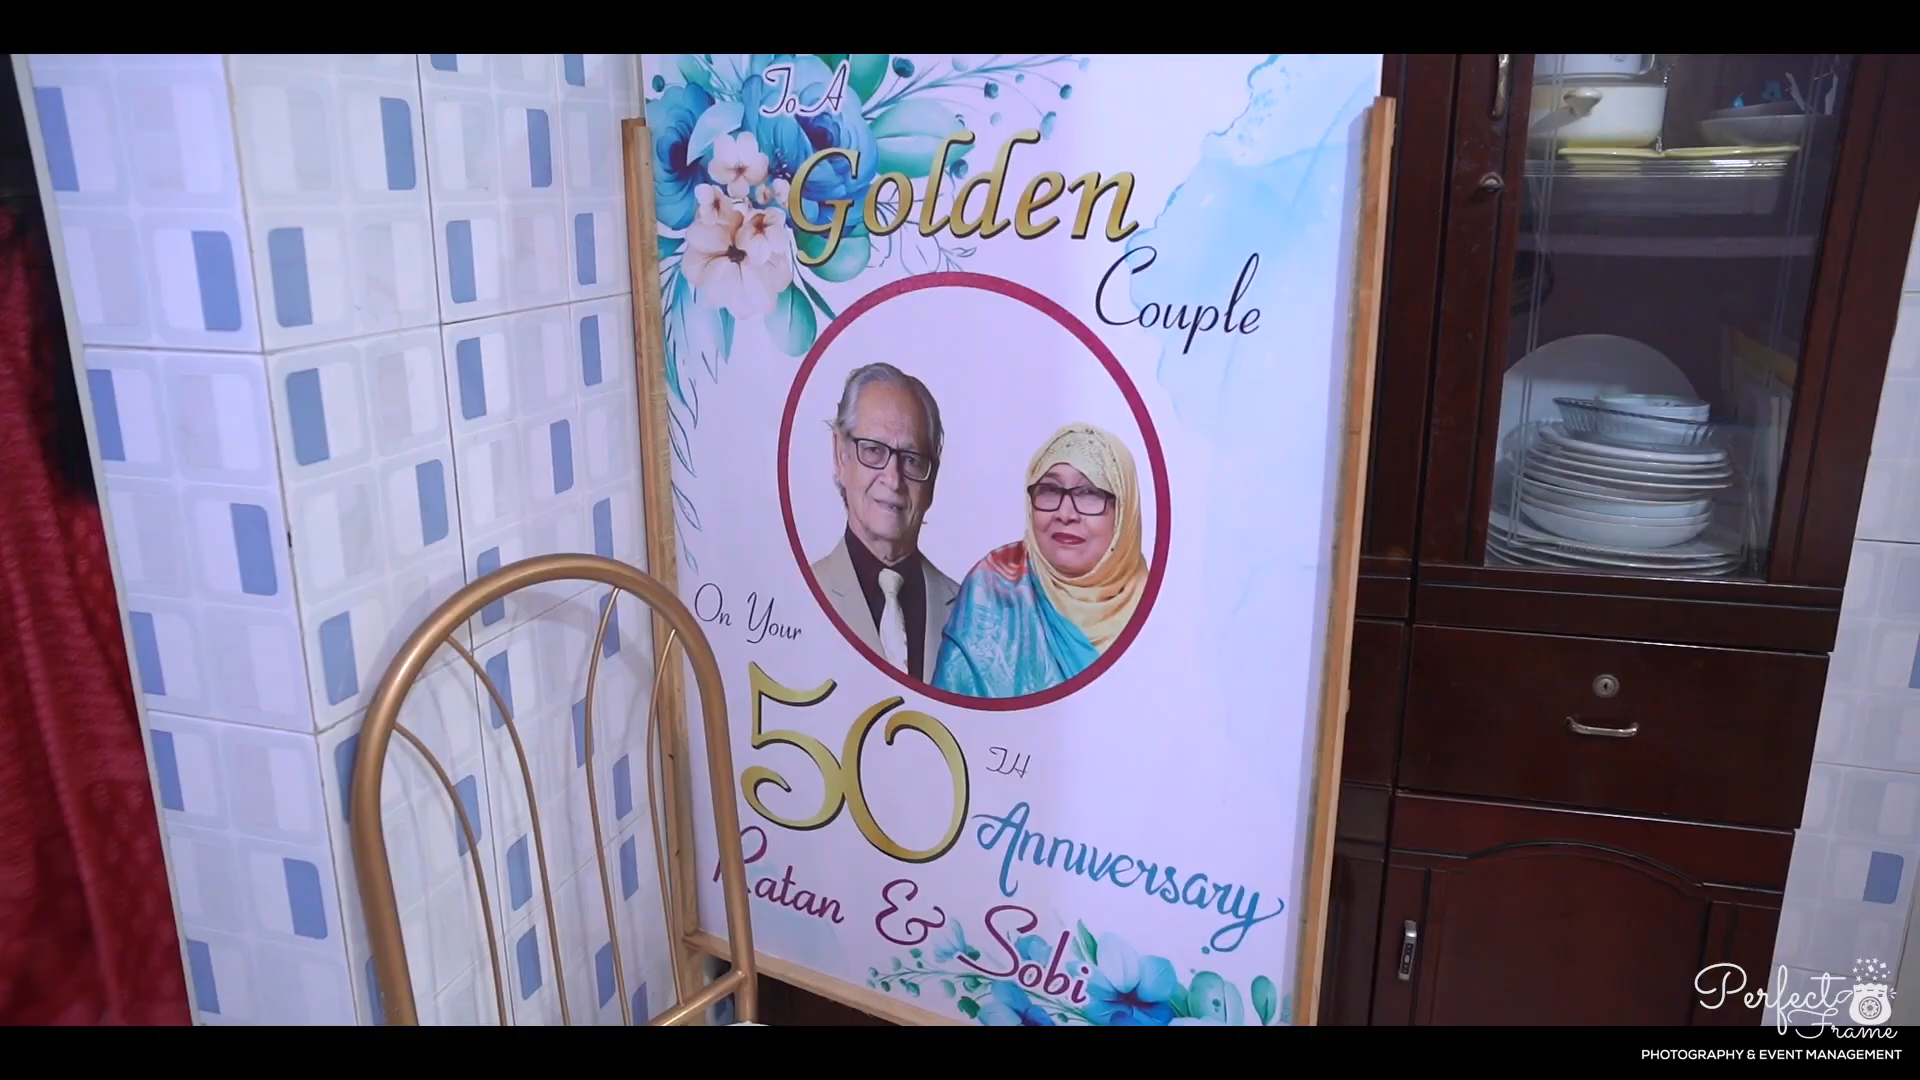 To A
Golden
Couple
On Your
50 TH
Anniversary
Ratan & Sobi
Perfect
Frame
PHOTOGRAPHY & EVENT MANAGEMENT